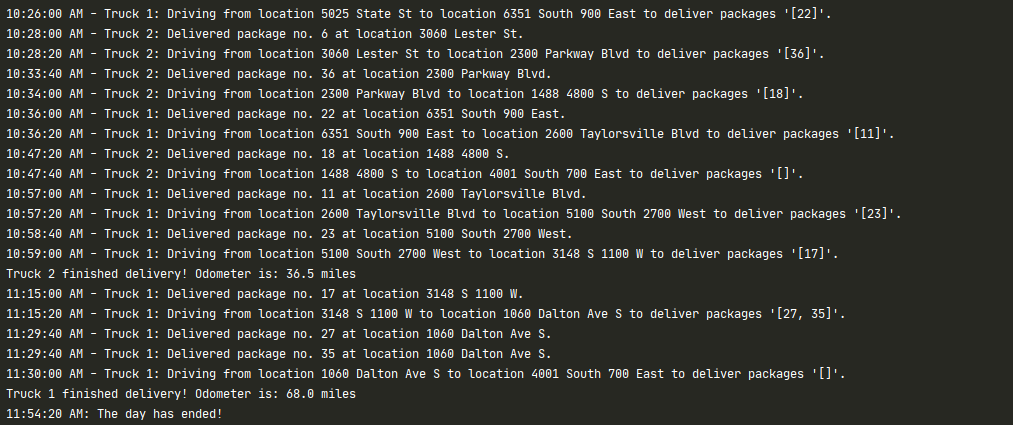 10:26:00 AM - Truck 1: Driving from location 5025 State St to location 6351 South 900 East to deliver packages '[22]'.
10:28:00 AM - Truck 2: Delivered package no. 6 at location 3060 Lester St.
10:28:20 AM - Truck 2: Driving from location 3060 Lester St to location 2300 Parkway Blvd to deliver packages '[36]'.
10:33:40 AM - Truck 2: Delivered package no. 36 at location 2300 Parkway Blvd.
10:34:00 AM - Truck 2: Driving from location 2300 Parkway Blvd to location 1488 4800 S to deliver packages '[18]'.
10:36:00 AM - Truck 1: Delivered package no. 22 at location 6351 South 900 East.
10:36:20 AM - Truck 1: Driving from location 6351 South 900 East to location 2600 Taylorsville Blvd to deliver packages '[11]'.
10:47:20 AM - Truck 2: Delivered package no. 18 at location 1488 4800 S.
10:47:40 AM - Truck 2: Driving from location 1488 4800 S to location 4001 South 700 East to deliver packages '[]'.
10:57:00 AM - Truck 1: Delivered package no. 11 at location 2600 Taylorsville Blvd.
10:57:20 AM - Truck 1: Driving from location 2600 Taylorsville Blvd to location 5100 South 2700 West to deliver packages '[23]'.
10:58:40 AM - Truck 1: Delivered package no. 23 at location 5100 South 2700 West.
10:59:00 AM - Truck 1: Driving from location 5100 South 2700 West to location 3148 S 1100 W to deliver packages '[17]'.
Truck 2 finished delivery! Odometer is: 36.5 miles
11:15:00 AM - Truck 1: Delivered package no. 17 at location 3148 S 1100 W.
11:15:20 AM - Truck 1: Driving from location 3148 S 1100 W to location 1060 Dalton Ave S to deliver packages '[27, 35]'.
11:29:40 AM - Truck 1: Delivered package no. 27 at location 1060 Dalton Ave S.
11:29:40 AM - Truck 1: Delivered package no. 35 at location 1060 Dalton Ave S.
11:30:00 AM - Truck 1: Driving from location 1060 Dalton Ave S to location 4001 South 700 East to deliver packages '[]'.
Truck 1 finished delivery! Odometer is: 68.0 miles
11:54:20 AM: The day has ended!